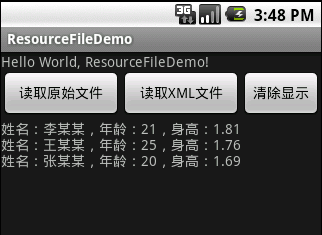 3G 3:48 PM
ResourceFileDemo
Hello World, ResourceFileDemo!
读取原始文件 读取XML文件 清除显示
姓名：李某某，年龄：21，身高：1.81
姓名：王某某，年龄：25，身高：1.76
姓名：张某某，年龄：20，身高：1.69